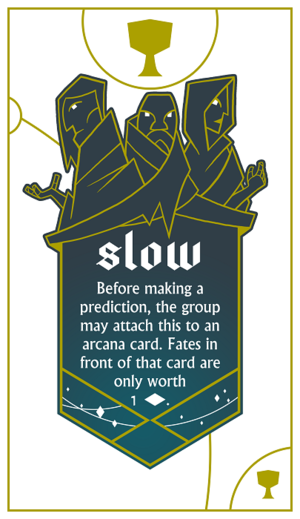 slow
Before making a
prediction, the group
may attach this to an
arcana card. Fates in
front of that card are
only worth
1 ◆.